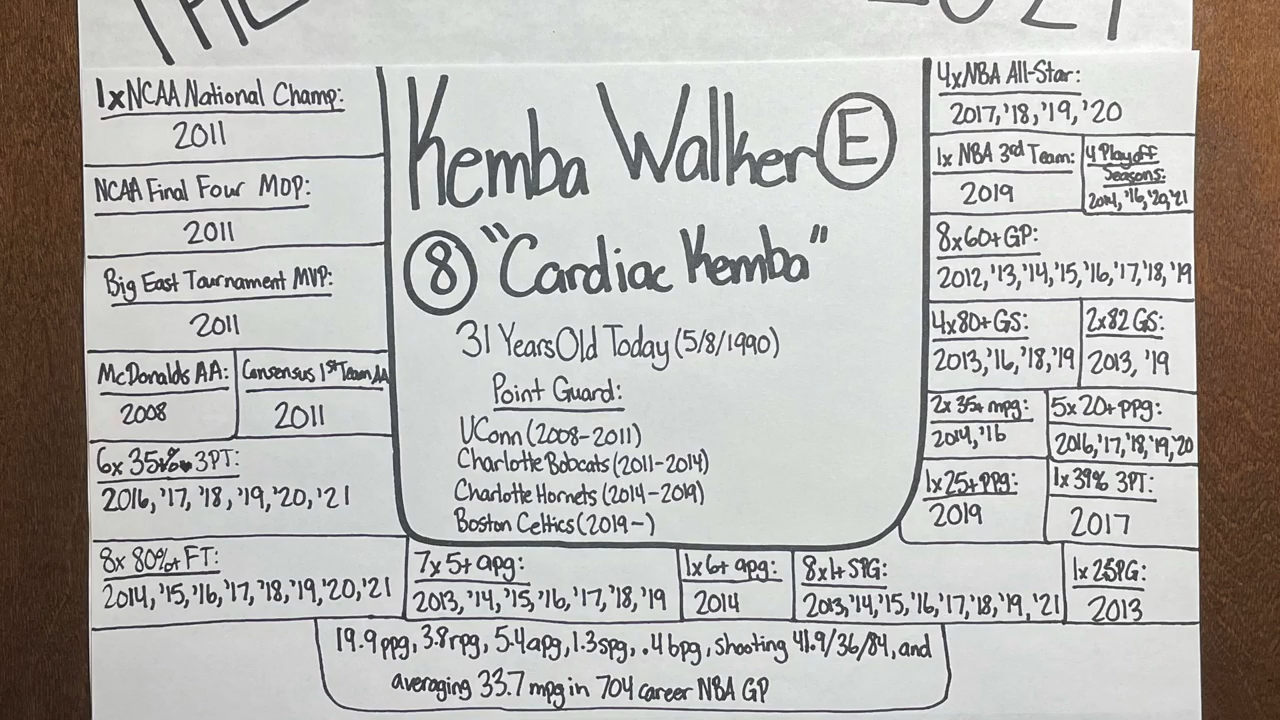 2021
1x NCAA National Champ:
2011
NCAA Final Four MOP:
2011
Big East Tournament MVP:
2011
McDonalds AA:
2008
Consensus 1st Team AA
2011
6x 35% 3PT:
2016, '17, '18, '19, '20, '21
8x 80%+ FT:
2014, '15, '16, '17, '18, '19, '20, '21
Kemba Walker E
8 "Cardiac Kemba"
31 Years Old Today (5/8/1990)
Point Guard:
UConn (2008-2011)
Charlotte Bobcats (2011-2014)
Charlotte Hornets (2014-2019)
Boston Celtics (2019-)
4x NBA All-Star:
2017, '18, '19, '20
1x NBA 3rd Team:
2019
4 Playoff
Seasons:
2014, '16, '20, '21
8x 60+ GP:
2012, '13, '14, '15, '16, '17, '18, '19
4x 80+ GS:
2013, '16, '18, '19
2x 82 GS:
2013, '19
2x 35+ mpg:
2014, '16
5x 20+ ppg:
2016, '17, '18, '19, '20
1x 25+ ppg:
2019
1x 39% 3PT:
2017
7x 5+ apg:
2013, '14, '15, '16, '17, '18, '19
1x 6+ apg:
2014
8x 1+ SPG:
2013, '14, '15, '16, '17, '18, '19, '21
1x 2SPG:
2013
19.9 ppg, 3.8 rpg, 5.4 apg, 1.3 spg, .4 bpg, shooting 41.9/36/84, and
averaging 33.7 mpg in 704 career NBA GP